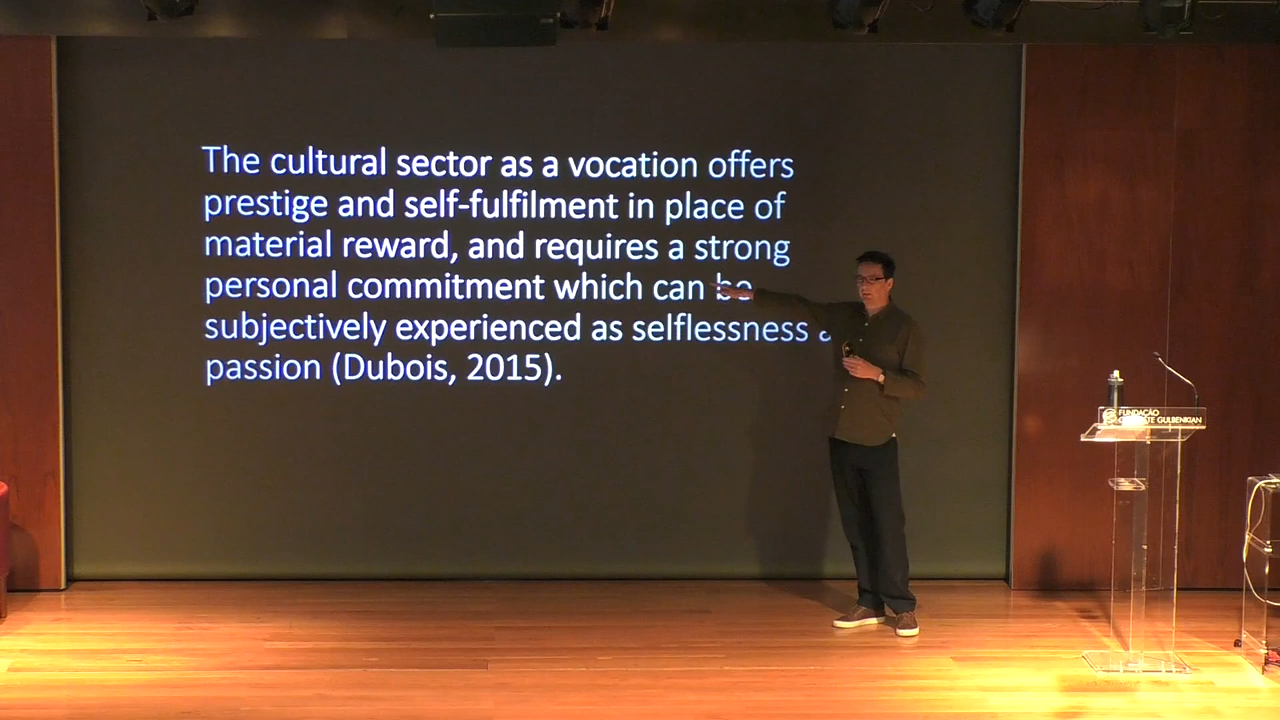 The cultural sector as a vocation offers
prestige and self-fulfilment in place of
material reward, and requires a strong
personal commitment which can be
subjectively experienced as selflessness
passion (Dubois, 2015).
FUNDAÇÃO
GULBENKIAN